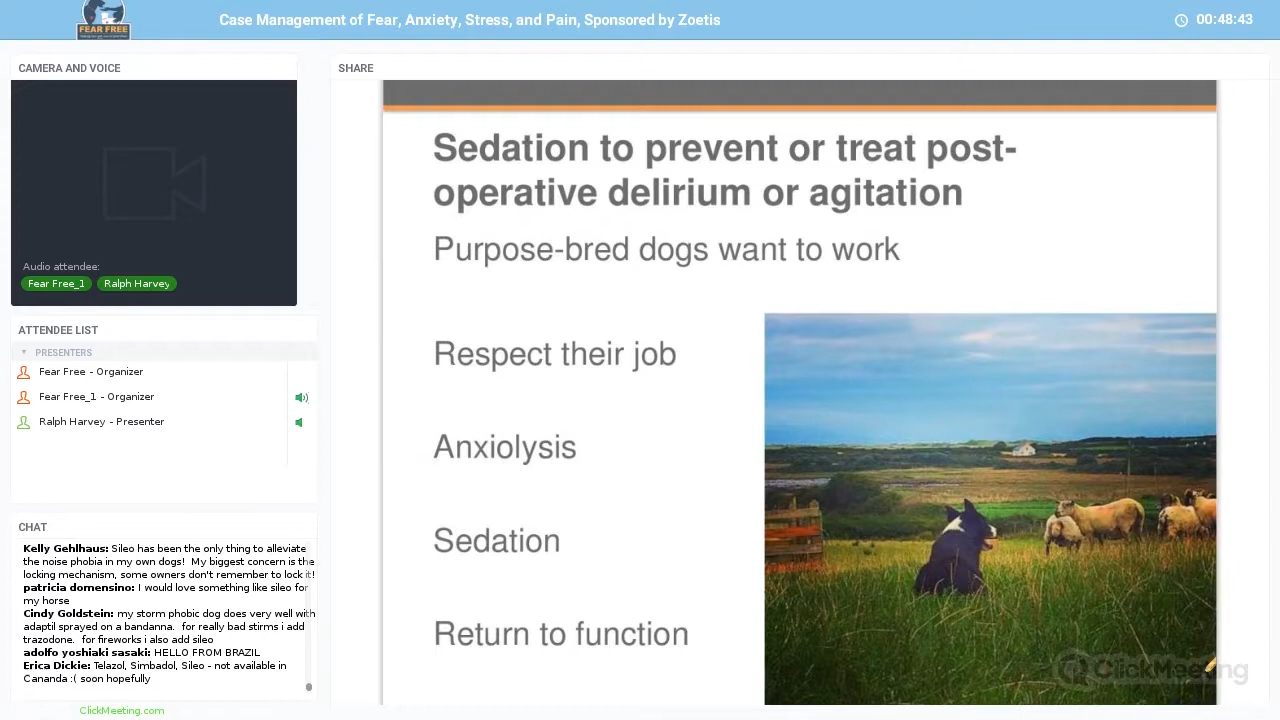 FEAR FREE
Case Management of Fear, Anxiety, Stress, and Pain, Sponsored by Zoetis
00:48:43
CAMERA AND VOICE
Audio attendee:
Fear Free_1
Ralph Harvey
ATTENDEE LIST
PRESENTERS
Fear Free - Organizer
Fear Free_1 - Organizer
Ralph Harvey - Presenter
CHAT
Kelly Gehlhaus: Sileo has been the only thing to alleviate
the noise phobia in my own dogs! My biggest concern is the
locking mechanism, some owners don't remember to lock it!
patricia domensino: I would love something like sileo for
my horse
Cindy Goldstein: my storm phobic dog does very well with
adaptil sprayed on a bandanna. for really bad stirms i add
trazodone. for fireworks i also add sileo
adolfo yoshiaki sasaki: HELLO FROM BRAZIL
Erica Dickie: Telazol, Simbadol, Sileo - not available in
Cananda :( soon hopefully
ClickMeeting.com
SHARE
Sedation to prevent or treat post-
operative delirium or agitation
Purpose-bred dogs want to work
Respect their job
Anxiolysis
Sedation
Return to function
ClickMeeting